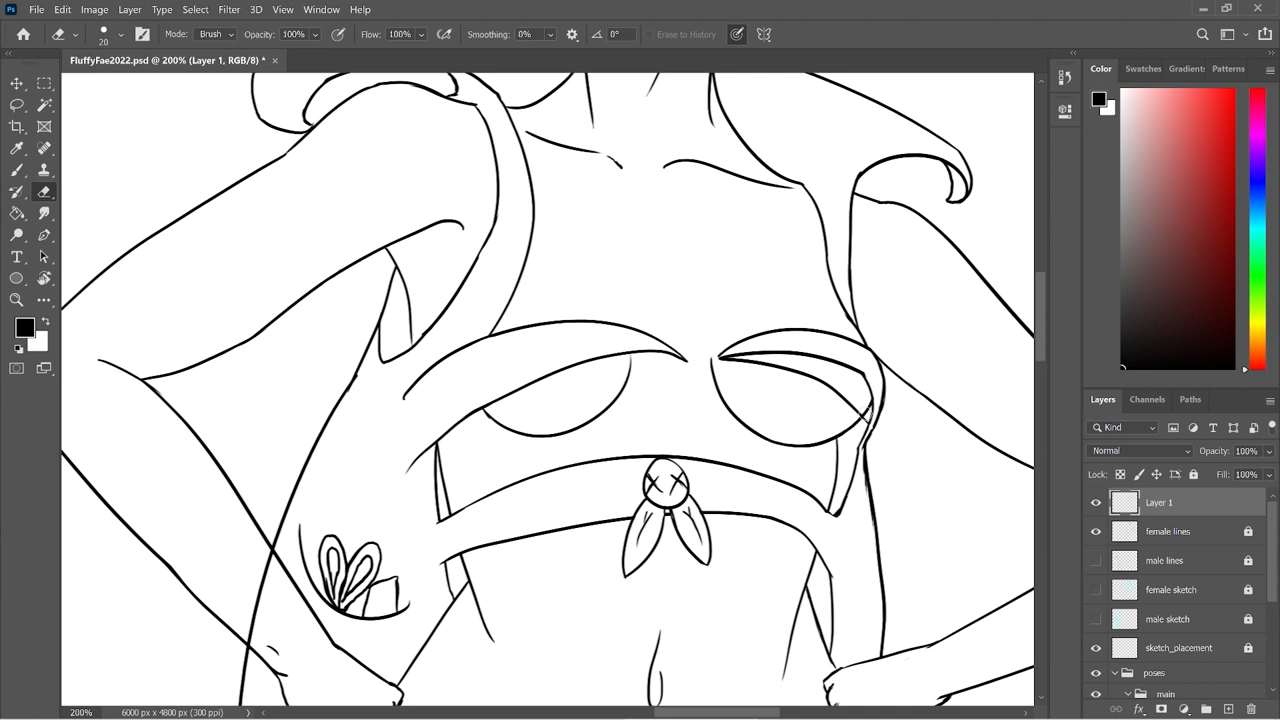 Ps File Edit Image Layer Type Select Filter 3D View Window Help
20 Mode: Brush Opacity: 100% Flow: 100% Smoothing: 0% 0° Erase to History
FluffyFae2022.psd @ 200% (Layer 1, RGB/8) *
Color Swatches Gradients Patterns
Layers Channels Paths
Kind
Normal Opacity: 100%
Lock: Fill: 100%
Layer 1
female lines
male lines
female sketch
male sketch
sketch_placement
poses
main
200% 6000 px x 4800 px (300 ppi)